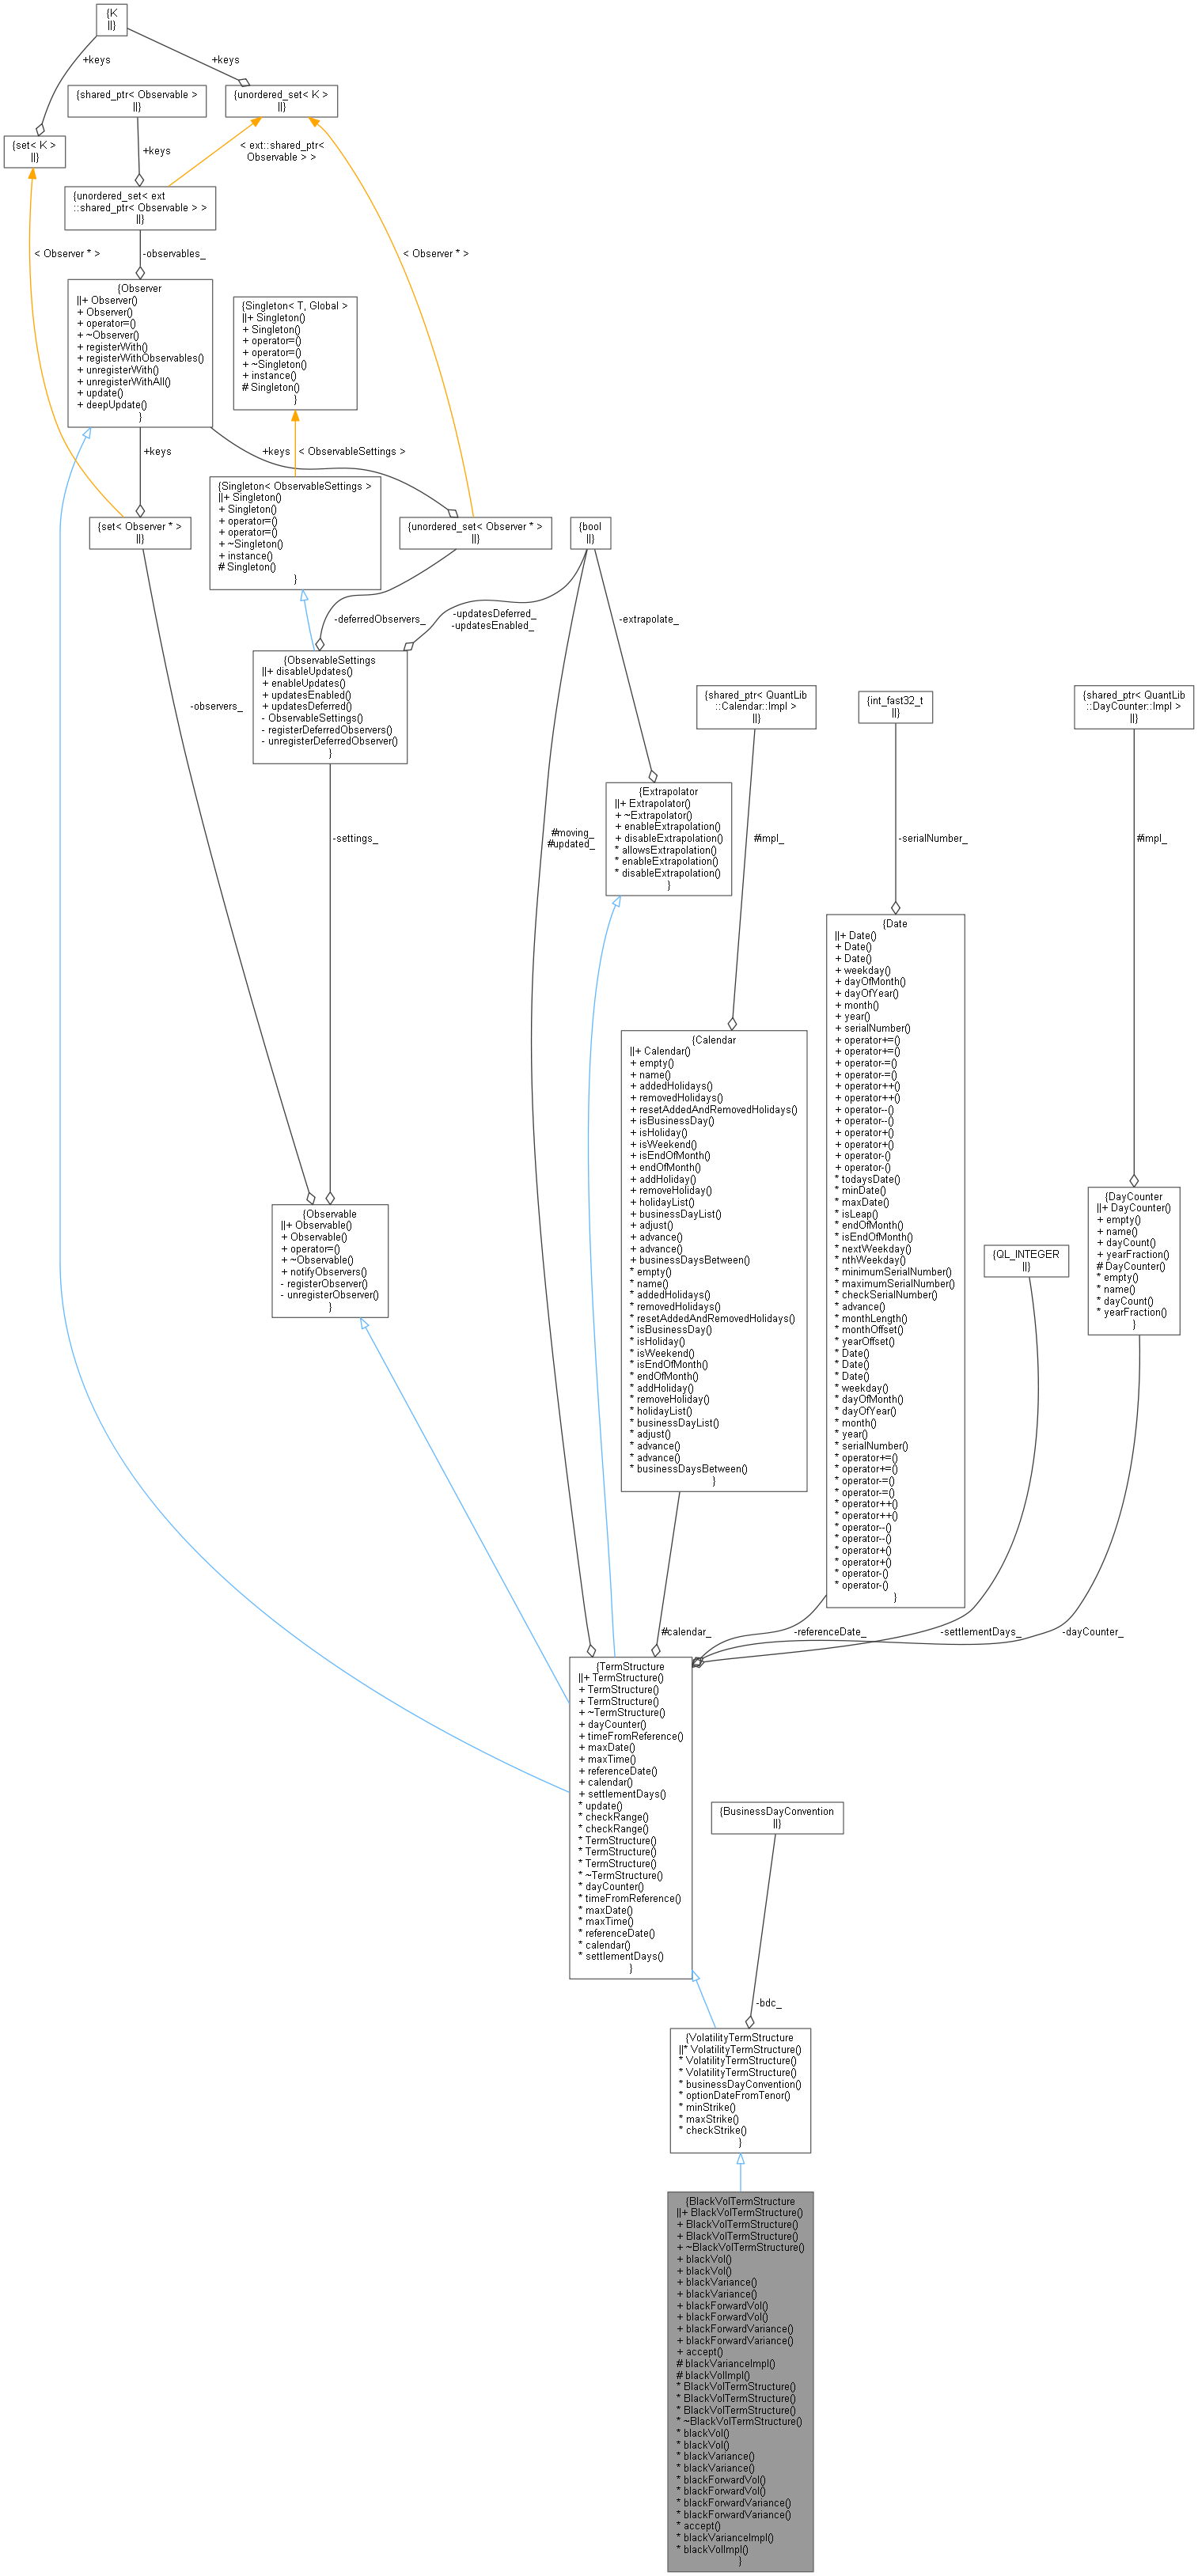 {K
||}
+keys
+keys
{shared_ptr< Observable >
||}
{unordered_set< K >
||}
{set< K >
||}
+keys
< ext::shared_ptr<
Observable > >
{unordered_set< ext
::shared_ptr< Observable > >
||}
< Observer * >
-observables_
< Observer * >
{Observer
||+ Observer()
+ Observer()
+ operator=()
+ ~Observer()
+ registerWith()
+ registerWithObservables()
+ unregisterWith()
+ unregisterWithAll()
+ update()
+ deepUpdate()
}
{Singleton< T, Global >
||+ Singleton()
+ Singleton()
+ operator=()
+ operator=()
+ ~Singleton()
+ instance()
# Singleton()
}
+keys
+keys
< ObservableSettings >
{Singleton< ObservableSettings >
||+ Singleton()
+ Singleton()
+ operator=()
+ operator=()
+ ~Singleton()
+ instance()
# Singleton()
}
{set< Observer * >
||}
{unordered_set< Observer * >
||}
{bool
||}
-deferredObservers_
-updatesDeferred_
-updatesEnabled_
-extrapolate_
{ObservableSettings
||+ disableUpdates()
+ enableUpdates()
+ updatesEnabled()
+ updatesDeferred()
- ObservableSettings()
- registerDeferredObservers()
- unregisterDeferredObserver()
}
-observers_
{shared_ptr< QuantLib
::Calendar::Impl >
||}
{int_fast32_t
||}
{shared_ptr< QuantLib
::DayCounter::Impl >
||}
{Extrapolator
||+ Extrapolator()
+ ~Extrapolator()
+ enableExtrapolation()
+ disableExtrapolation()
* allowsExtrapolation()
* enableExtrapolation()
* disableExtrapolation()
}
-settings_
#moving_
#updated_
#impl_
-serialNumber_
#impl_
{Date
||+ Date()
+ Date()
+ Date()
+ weekday()
+ dayOfMonth()
+ dayOfYear()
+ month()
+ year()
+ serialNumber()
+ operator+=()
+ operator+=()
+ operator-=()
+ operator-=()
+ operator++()
+ operator++()
+ operator--()
+ operator--()
+ operator+()
+ operator+()
+ operator-()
+ operator-()
* todaysDate()
* minDate()
* maxDate()
* isLeap()
* endOfMonth()
* isEndOfMonth()
* nextWeekday()
* nthWeekday()
* minimumSerialNumber()
* maximumSerialNumber()
* checkSerialNumber()
* advance()
* monthLength()
* monthOffset()
* yearOffset()
* Date()
* Date()
* Date()
* weekday()
* dayOfMonth()
* dayOfYear()
* month()
* year()
* serialNumber()
* operator+=()
* operator+=()
* operator-=()
* operator-=()
* operator++()
* operator++()
* operator--()
* operator--()
* operator+()
* operator+()
* operator-()
* operator-()
}
{Calendar
||+ Calendar()
+ empty()
+ name()
+ addedHolidays()
+ removedHolidays()
+ resetAddedAndRemovedHolidays()
+ isBusinessDay()
+ isHoliday()
+ isWeekend()
+ isEndOfMonth()
+ endOfMonth()
+ addHoliday()
+ removeHoliday()
+ holidayList()
+ businessDayList()
+ adjust()
+ advance()
+ advance()
+ businessDaysBetween()
* empty()
* name()
* addedHolidays()
* removedHolidays()
* resetAddedAndRemovedHolidays()
* isBusinessDay()
* isHoliday()
* isWeekend()
* isEndOfMonth()
* endOfMonth()
* addHoliday()
* removeHoliday()
* holidayList()
* businessDayList()
* adjust()
* advance()
* advance()
* businessDaysBetween()
}
{Observable
||+ Observable()
+ Observable()
+ operator=()
+ ~Observable()
+ notifyObservers()
- registerObserver()
- unregisterObserver()
}
{QL_INTEGER
||}
{DayCounter
||+ DayCounter()
+ empty()
+ name()
+ dayCount()
+ yearFraction()
# DayCounter()
* empty()
* name()
* dayCount()
* yearFraction()
}
#calendar_
-referenceDate_
-settlementDays_
-dayCounter_
{TermStructure
||+ TermStructure()
+ TermStructure()
+ TermStructure()
+ ~TermStructure()
+ dayCounter()
+ timeFromReference()
+ maxDate()
+ maxTime()
+ referenceDate()
+ calendar()
+ settlementDays()
* update()
* checkRange()
* checkRange()
* TermStructure()
* TermStructure()
* TermStructure()
* ~TermStructure()
* dayCounter()
* timeFromReference()
* maxDate()
* maxTime()
* referenceDate()
* calendar()
* settlementDays()
}
{BusinessDayConvention
||}
-bdc_
{VolatilityTermStructure
||* VolatilityTermStructure()
* VolatilityTermStructure()
* VolatilityTermStructure()
* businessDayConvention()
* optionDateFromTenor()
* minStrike()
* maxStrike()
* checkStrike()
}
{BlackVolTermStructure
||+ BlackVolTermStructure()
+ BlackVolTermStructure()
+ BlackVolTermStructure()
+ ~BlackVolTermStructure()
+ blackVol()
+ blackVol()
+ blackVariance()
+ blackVariance()
+ blackForwardVol()
+ blackForwardVol()
+ blackForwardVariance()
+ blackForwardVariance()
+ accept()
# blackVarianceImpl()
# blackVolImpl()
* BlackVolTermStructure()
* BlackVolTermStructure()
* BlackVolTermStructure()
* ~BlackVolTermStructure()
* blackVol()
* blackVol()
* blackVariance()
* blackVariance()
* blackForwardVol()
* blackForwardVol()
* blackForwardVariance()
* blackForwardVariance()
* accept()
* blackVarianceImpl()
* blackVolImpl()
}